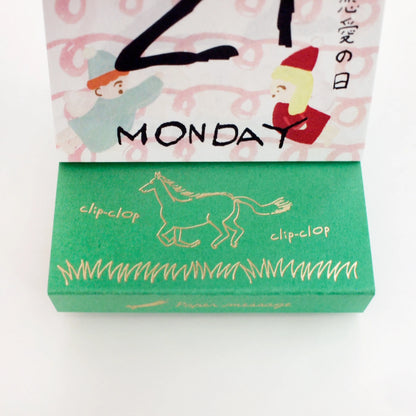 21
恋愛の日
MONDAY
clip-clop
clip-clop
Paper message